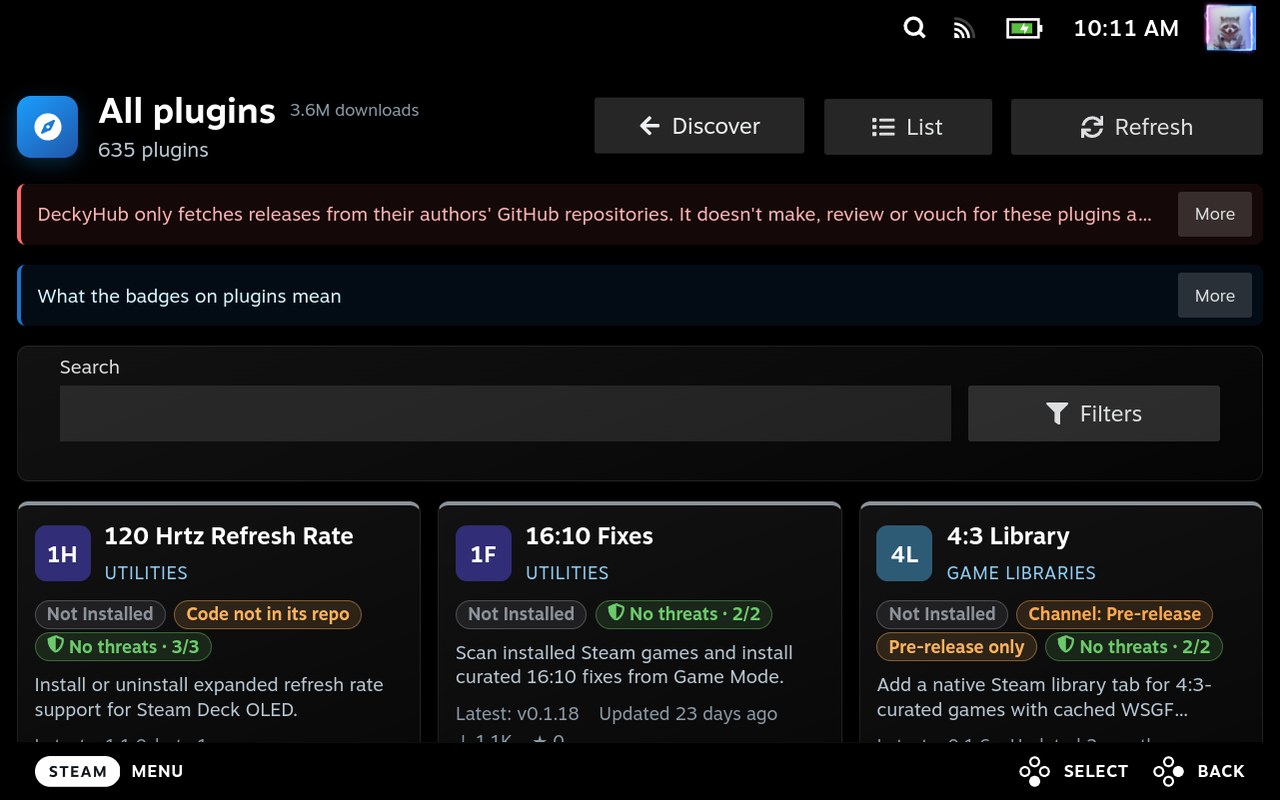 10:11 AM
All plugins 3.6M downloads
635 plugins
Discover
List
Refresh
DeckyHub only fetches releases from their authors' GitHub repositories. It doesn't make, review or vouch for these plugins a...
More
What the badges on plugins mean
More
Search
Filters
1H
120 Hrtz Refresh Rate
UTILITIES
Not Installed
Code not in its repo
No threats · 3/3
Install or uninstall expanded refresh rate
support for Steam Deck OLED.
1F
16:10 Fixes
UTILITIES
Not Installed
No threats · 2/2
Scan installed Steam games and install
curated 16:10 fixes from Game Mode.
Latest: v0.1.18 Updated 23 days ago
4L
4:3 Library
GAME LIBRARIES
Not Installed
Channel: Pre-release
Pre-release only
No threats · 2/2
Add a native Steam library tab for 4:3-
curated games with cached WSGF...
STEAM MENU
SELECT
BACK